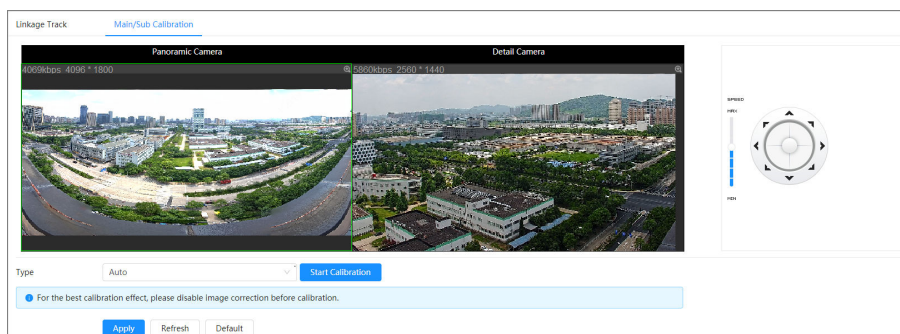 Linkage Track Main/Sub Calibration
Panoramic Camera Detail Camera
4069kbps 4096 * 1800 5860kbps 2560 * 1440
SPEED
MAX
MIN
Type Auto Start Calibration
For the best calibration effect, please disable image correction before calibration.
Apply Refresh Default